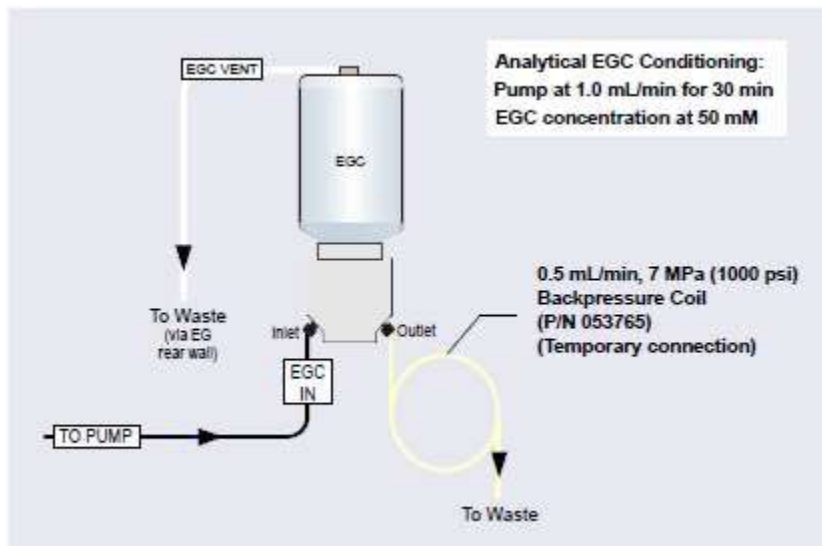 EGC VENT
Analytical EGC Conditioning:
Pump at 1.0 mL/min for 30 min
EGC concentration at 50 mM
EGC
0.5 mL/min, 7 MPa (1000 psi)
Backpressure Coil
(P/N 053765)
(Temporary connection)
To Waste
(via EG
rear wall)
Inlet
Outlet
EGC
IN
TO PUMP
To Waste